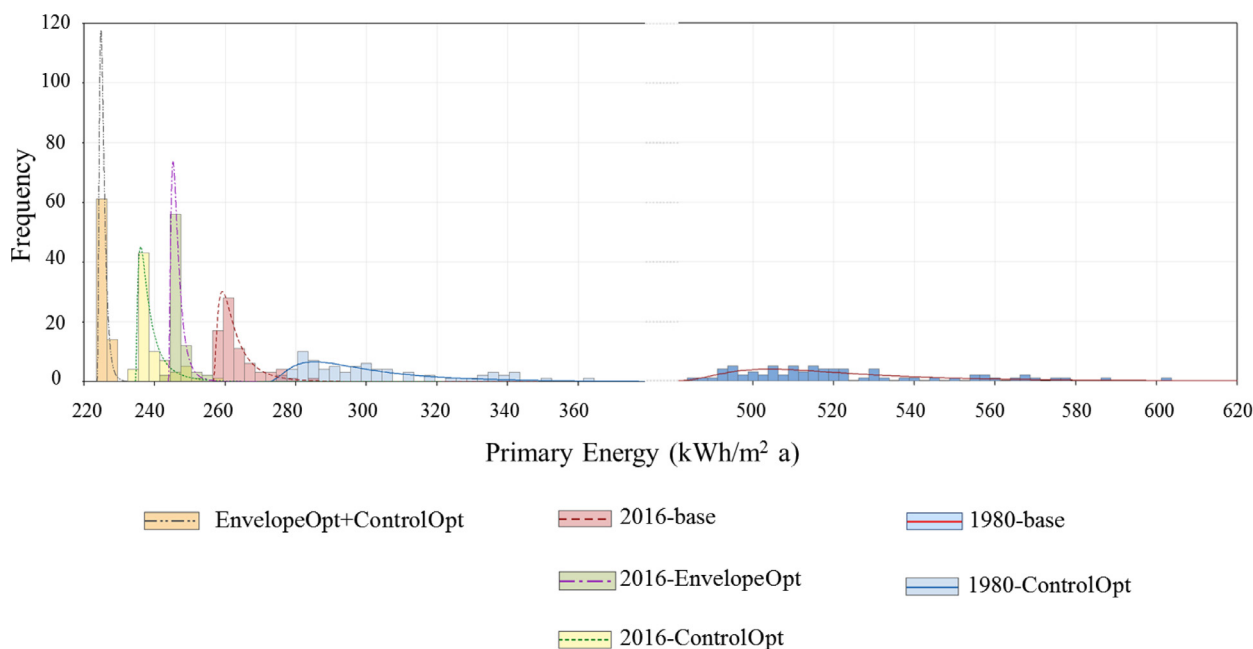 120
100
80
60
40
20
0
Frequency
220 240 260 280 300 320 340 360 500 520 540 560 580 600 620
Primary Energy (kWh/m² a)
EnvelopeOpt+ControlOpt 2016-base 1980-base
2016-EnvelopeOpt 1980-ControlOpt
2016-ControlOpt